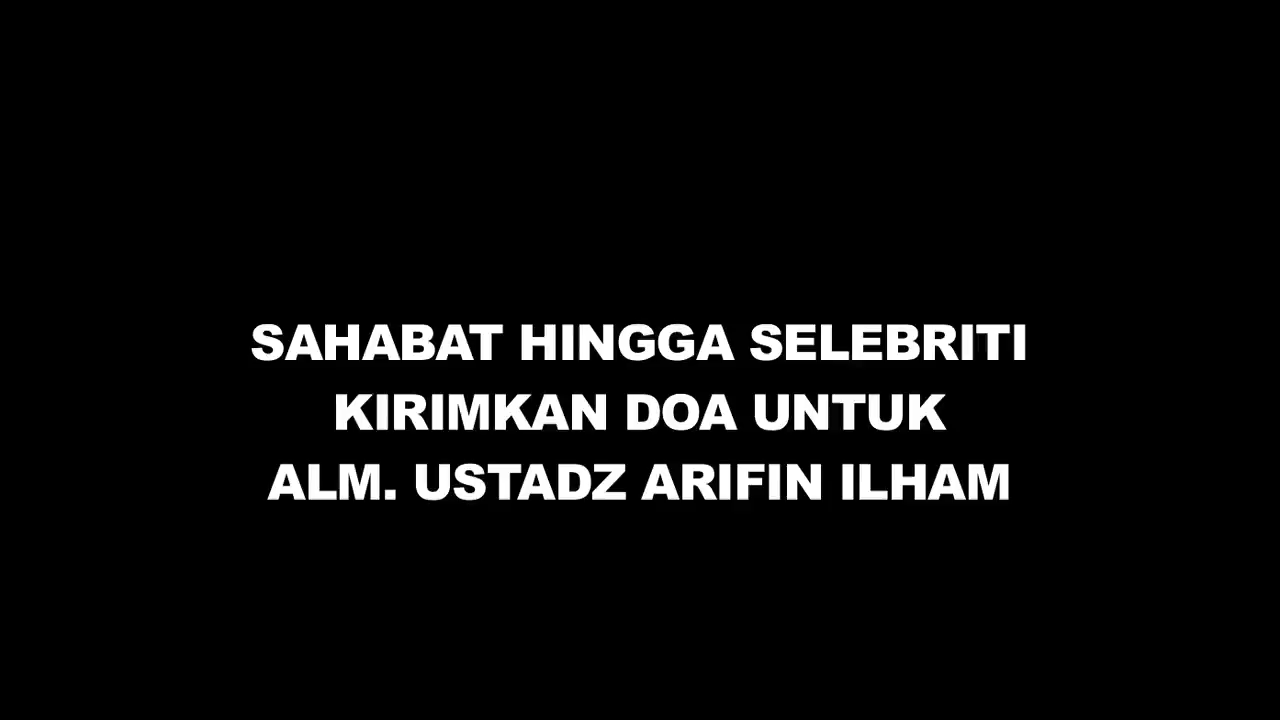 SAHABAT HINGGA SELEBRITI
KIRIMKAN DOA UNTUK
ALM. USTADZ ARIFIN ILHAM